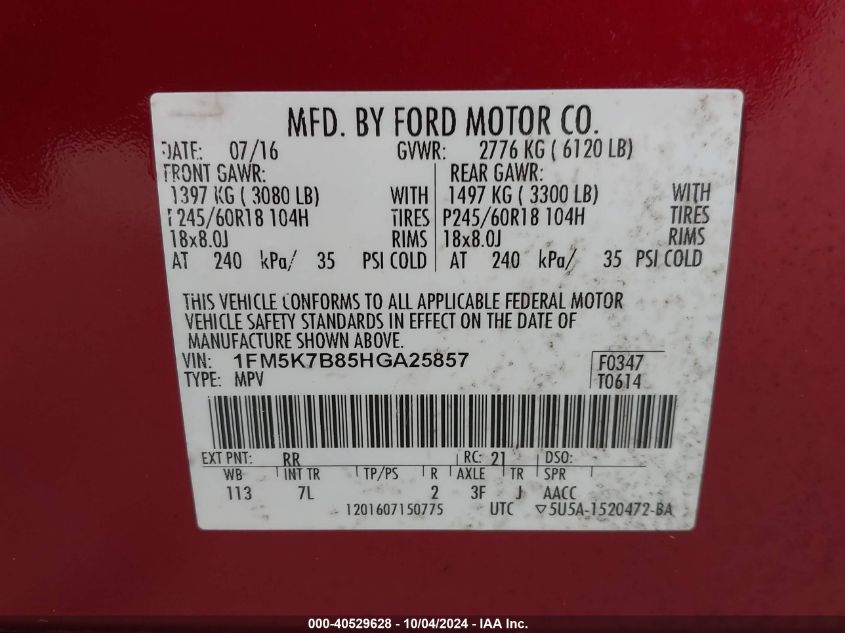 MFD. BY FORD MOTOR CO.
DATE: 07/16 GVWR: 2776 KG ( 6120 LB)
FRONT GAWR: REAR GAWR:
1397 KG ( 3080 LB) WITH 1497 KG ( 3300 LB) WITH
P245/60R18 104H TIRES P245/60R18 104H TIRES
18x8.0J RIMS 18x8.0J RIMS
AT 240 kPa/ 35 PSI COLD AT 240 kPa/ 35 PSI COLD
THIS VEHICLE CONFORMS TO ALL APPLICABLE FEDERAL MOTOR
VEHICLE SAFETY STANDARDS IN EFFECT ON THE DATE OF
MANUFACTURE SHOWN ABOVE.
VIN: 1FM5K7B85HGA25857 F0347
TYPE: MPV T0614
EXT PNT: RR RC: 21 DSO:
WB INT TR TP/PS R AXLE TR SPR
113 7L 2 3F J AACC
1201607150775 UTC ▽5U5A-1520472-BA
000-40529628 - 10/04/2024 - IAA Inc.